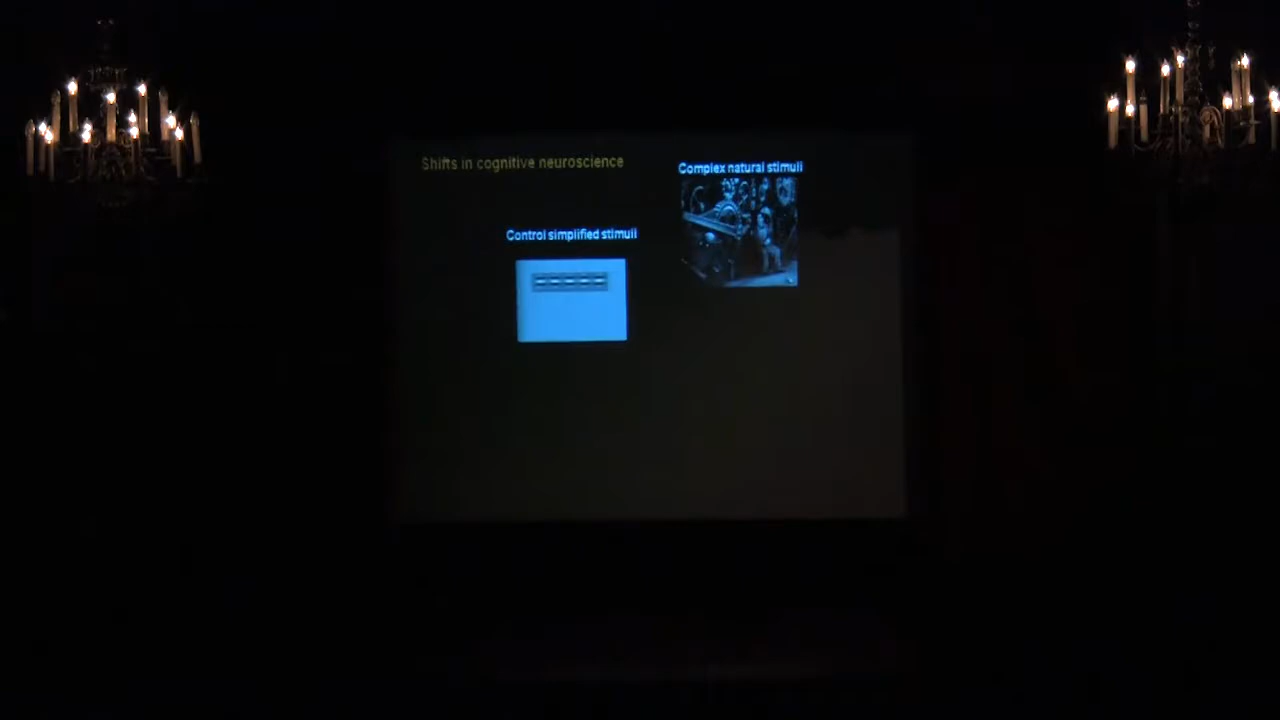 Shifts in cognitive neuroscience
Complex natural stimuli
Control simplified stimuli